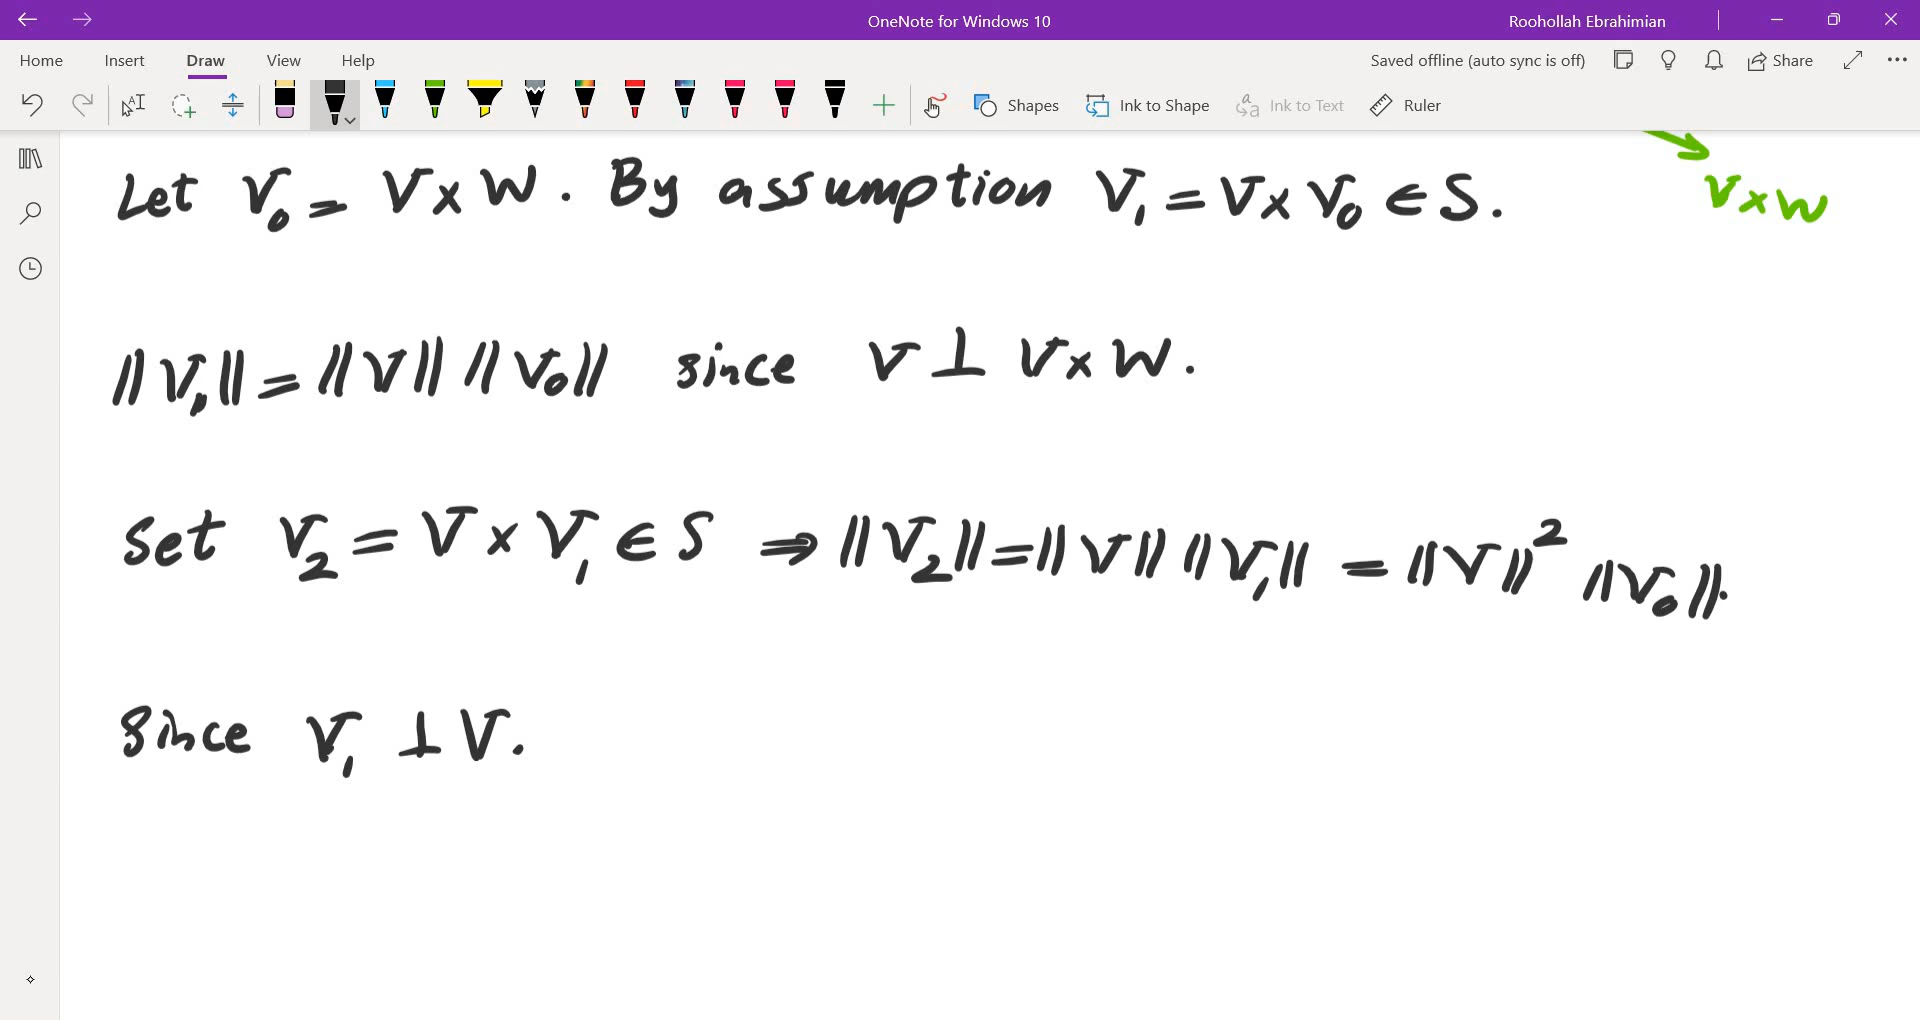 OneNote for Windows 10
Roohollah Ebrahimian
Home Insert Draw View Help
Saved offline (auto sync is off) Share
Shapes Ink to Shape Ink to Text Ruler
Let V₀ = V × W. By assumption V₁ = V × V₀ ∈ S.
V × W
||V₁|| = ||V|| ||V₀|| since V ⊥ V × W.
Set V₂ = V × V₁ ∈ S ⇒ ||V₂|| = ||V|| ||V₁|| = ||V||² ||V₀||.
Since V₁ ⊥ V.